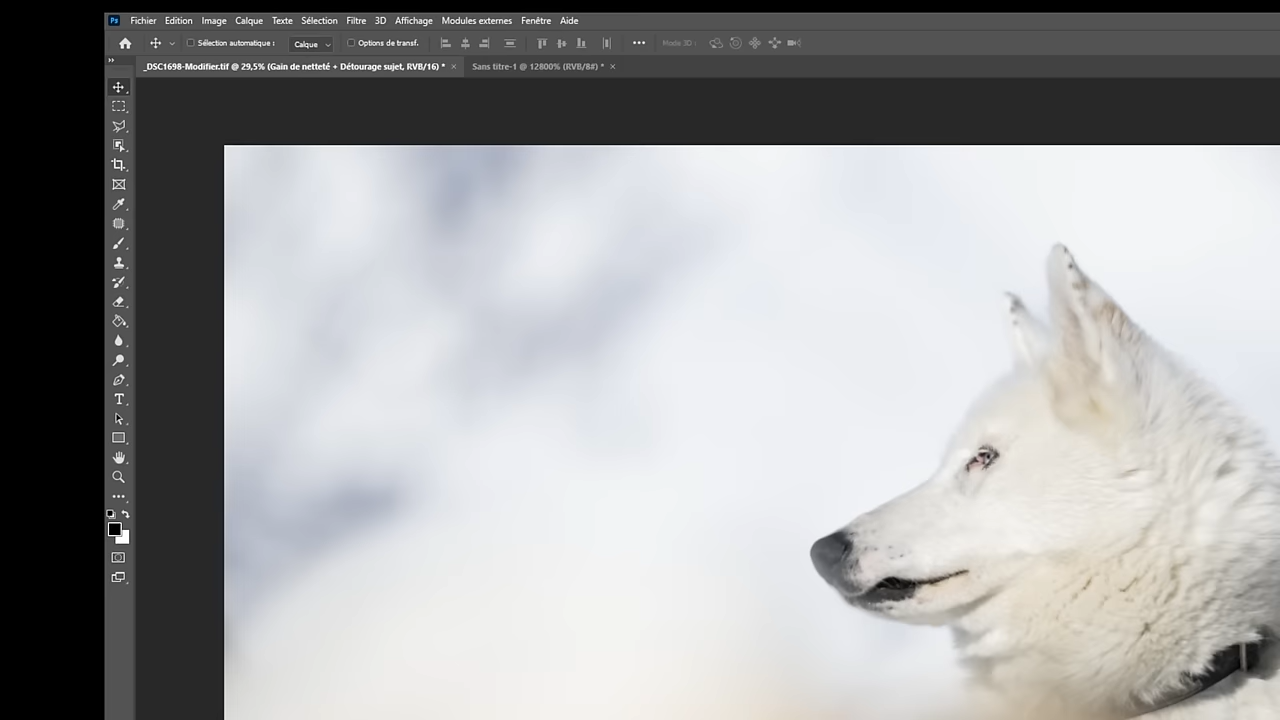 Ps Fichier Edition Image Calque Texte Sélection Filtre 3D Affichage Modules externes Fenêtre Aide
Sélection automatique : Calque Options de transf. Mode 3D :
_DSC1698-Modifier.tif @ 29,5% (Gain de netteté + Détourage sujet, RVB/16) * × Sans titre-1 @ 12800% (RVB/8#) * ×
T